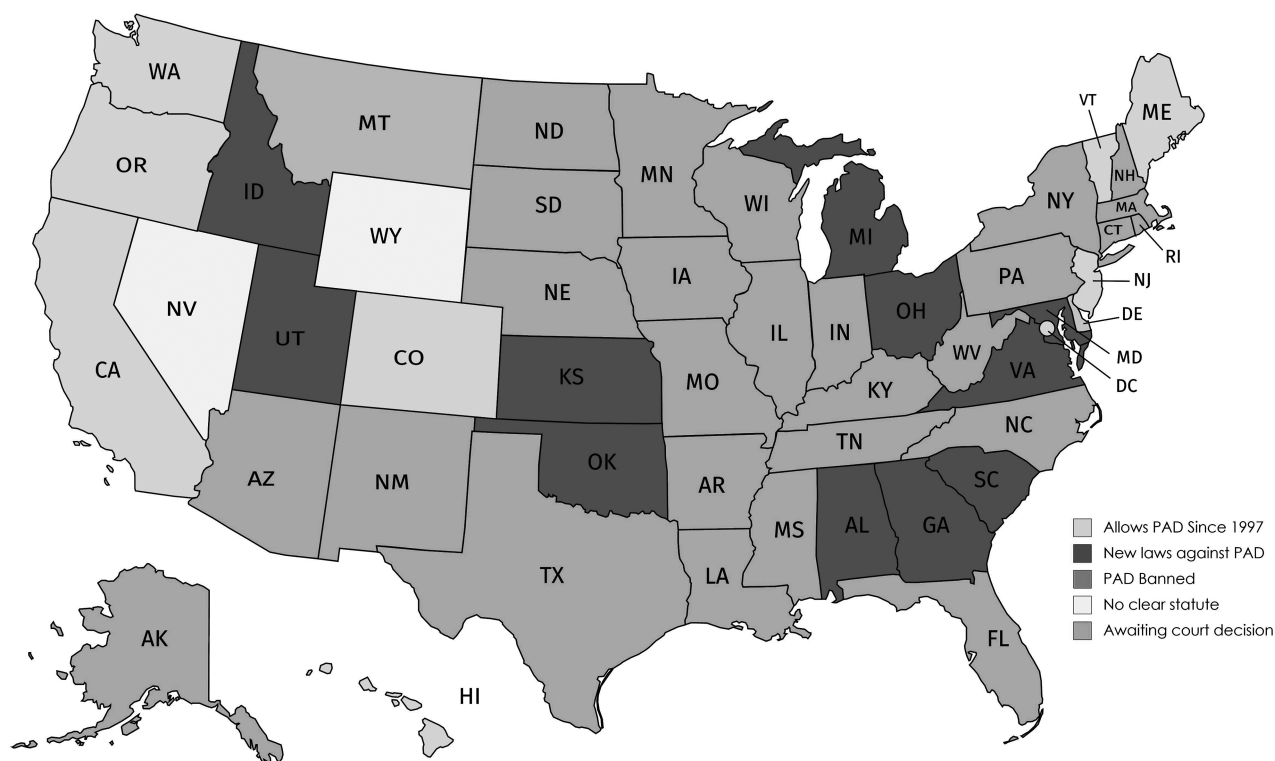 WA
OR
CA
ID
NV
MT
WY
UT
CO
AZ
NM
ND
SD
NE
KS
OK
TX
MN
IA
MO
AR
LA
WI
IL
IN
MI
OH
KY
TN
MS
AL
GA
FL
SC
NC
VA
WV
PA
NY
VT
NH
ME
MA
CT
RI
NJ
DE
MD
DC
AK
HI
Allows PAD Since 1997
New laws against PAD
PAD Banned
No clear statute
Awaiting court decision